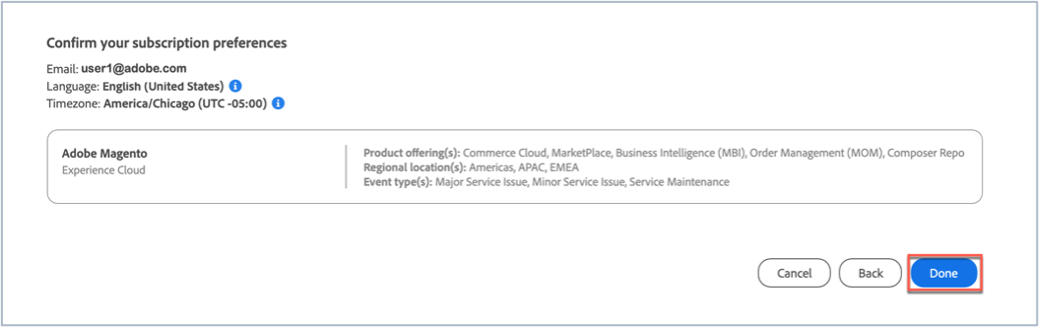 Confirm your subscription preferences
Email: user1@adobe.com
Language: English (United States)
Timezone: America/Chicago (UTC -05:00)
Adobe Magento
Experience Cloud
Product offering(s): Commerce Cloud, MarketPlace, Business Intelligence (MBI), Order Management (MOM), Composer Repo
Regional location(s): Americas, APAC, EMEA
Event type(s): Major Service Issue, Minor Service Issue, Service Maintenance
Cancel Back Done